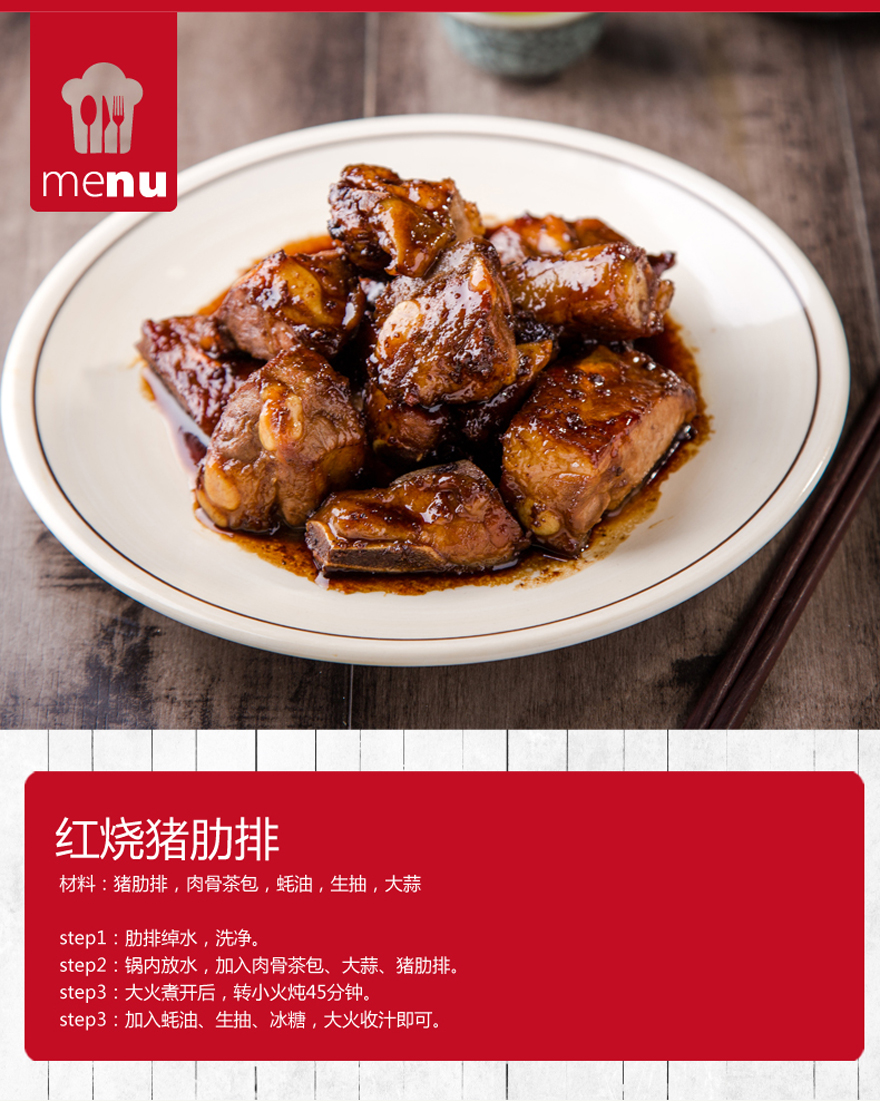 menu
红烧猪肋排
材料：猪肋排，肉骨茶包，蚝油，生抽，大蒜
step1：肋排绰水，洗净。
step2：锅内放水，加入肉骨茶包、大蒜、猪肋排。
step3：大火煮开后，转小火炖45分钟。
step3：加入蚝油、生抽、冰糖，大火收汁即可。